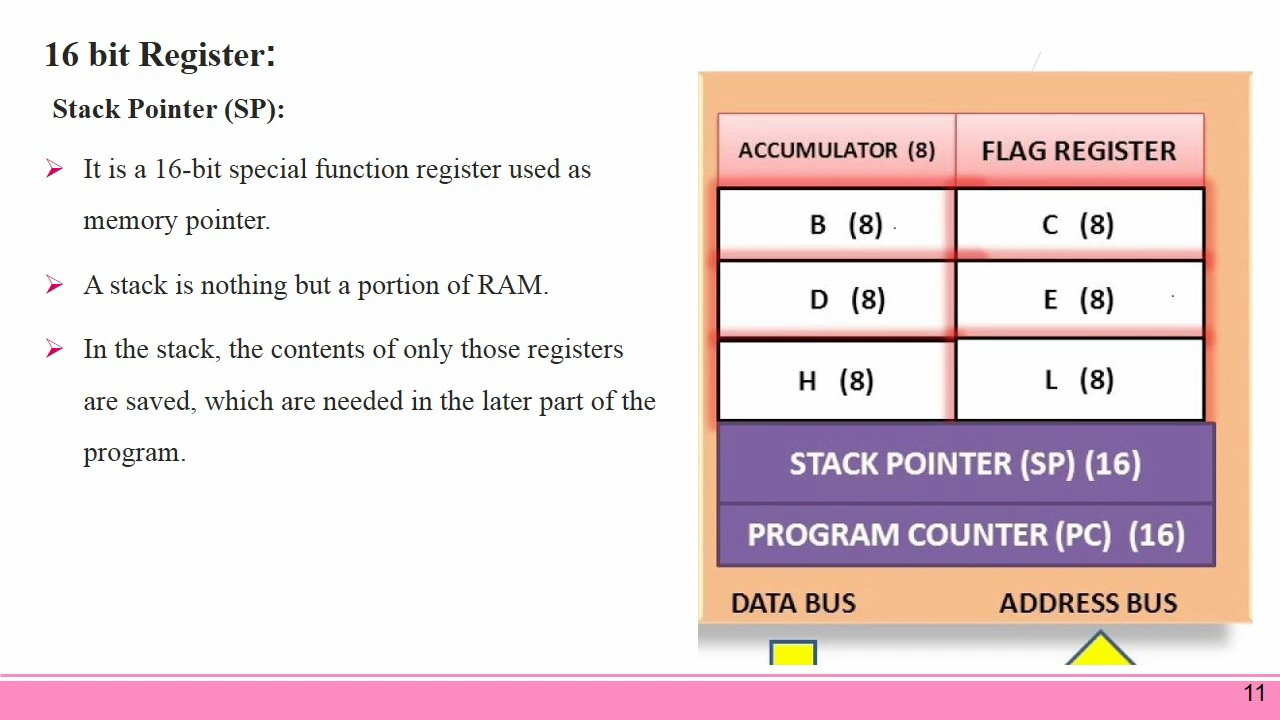 16 bit Register:
Stack Pointer (SP):
It is a 16-bit special function register used as
memory pointer.
A stack is nothing but a portion of RAM.
In the stack, the contents of only those registers
are saved, which are needed in the later part of the
program.
ACCUMULATOR (8) FLAG REGISTER
B (8) C (8)
D (8) E (8)
H (8) L (8)
STACK POINTER (SP) (16)
PROGRAM COUNTER (PC) (16)
DATA BUS ADDRESS BUS
11